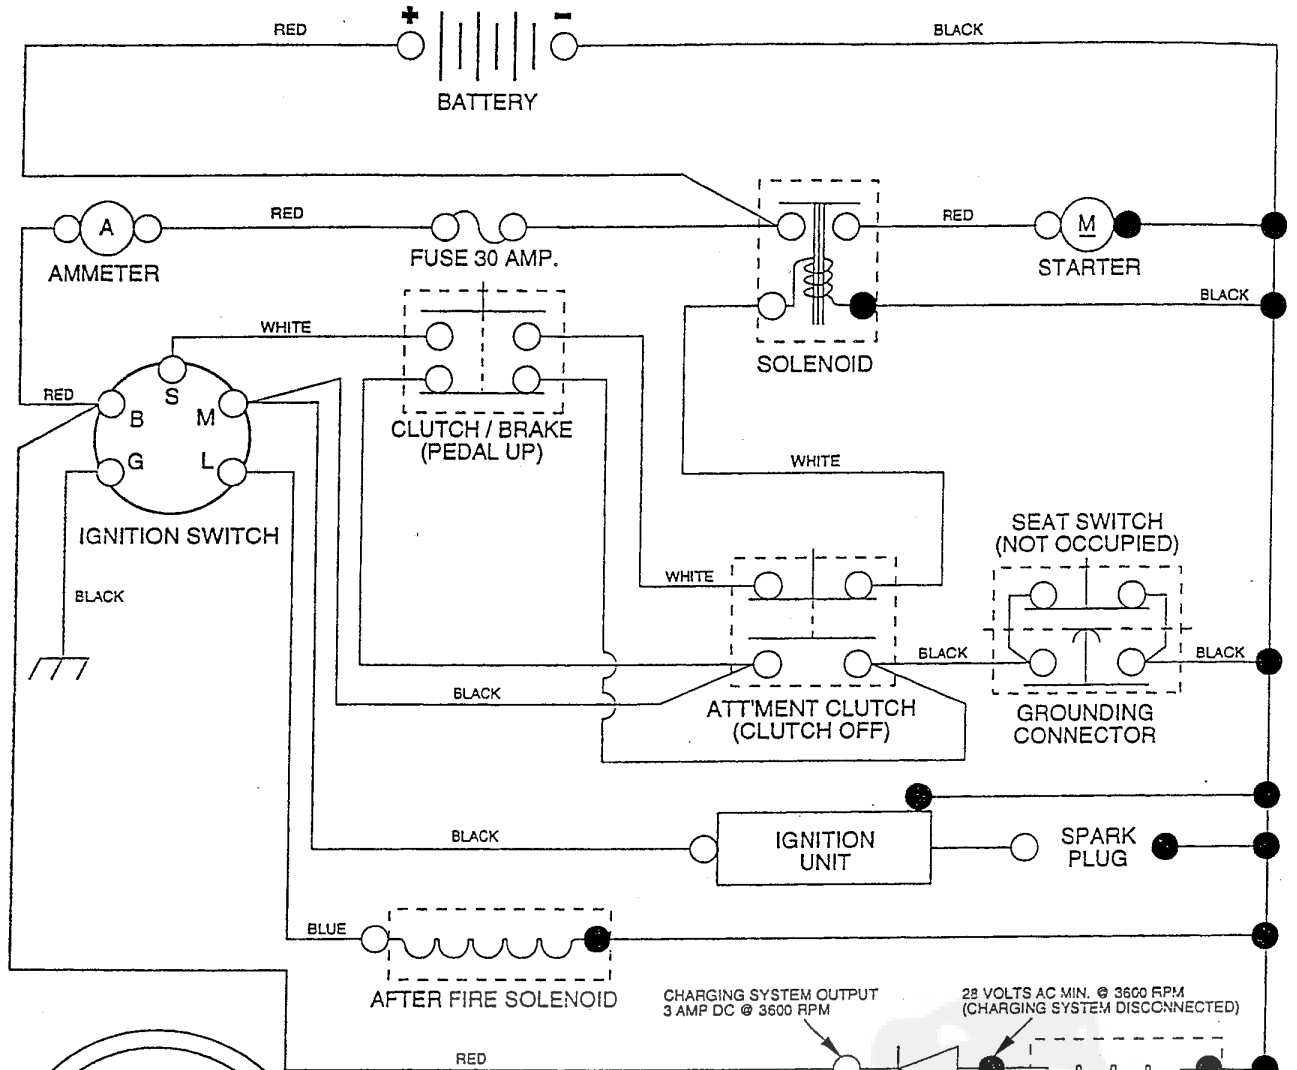 +
−
RED
BLACK
BATTERY
A
RED
RED
M
AMMETER
FUSE 30 AMP.
STARTER
BLACK
WHITE
SOLENOID
RED
S
B
M
CLUTCH / BRAKE
(PEDAL UP)
G
L
WHITE
IGNITION SWITCH
SEAT SWITCH
(NOT OCCUPIED)
WHITE
BLACK
BLACK
BLACK
BLACK
ATT'MENT CLUTCH
(CLUTCH OFF)
GROUNDING
CONNECTOR
BLACK
IGNITION
UNIT
SPARK
PLUG
BLUE
AFTER FIRE SOLENOID
CHARGING SYSTEM OUTPUT
3 AMP DC @ 3600 RPM
28 VOLTS AC MIN. @ 3600 RPM
(CHARGING SYSTEM DISCONNECTED)
RED